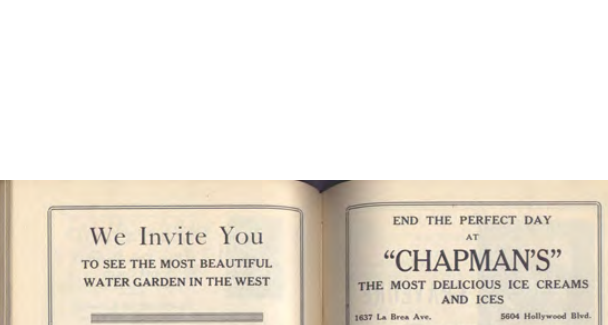 We Invite You
TO SEE THE MOST BEAUTIFUL
WATER GARDEN IN THE WEST
END THE PERFECT DAY
AT
“CHAPMAN'S”
THE MOST DELICIOUS ICE CREAMS
AND ICES
1637 La Brea Ave. 5604 Hollywood Blvd.